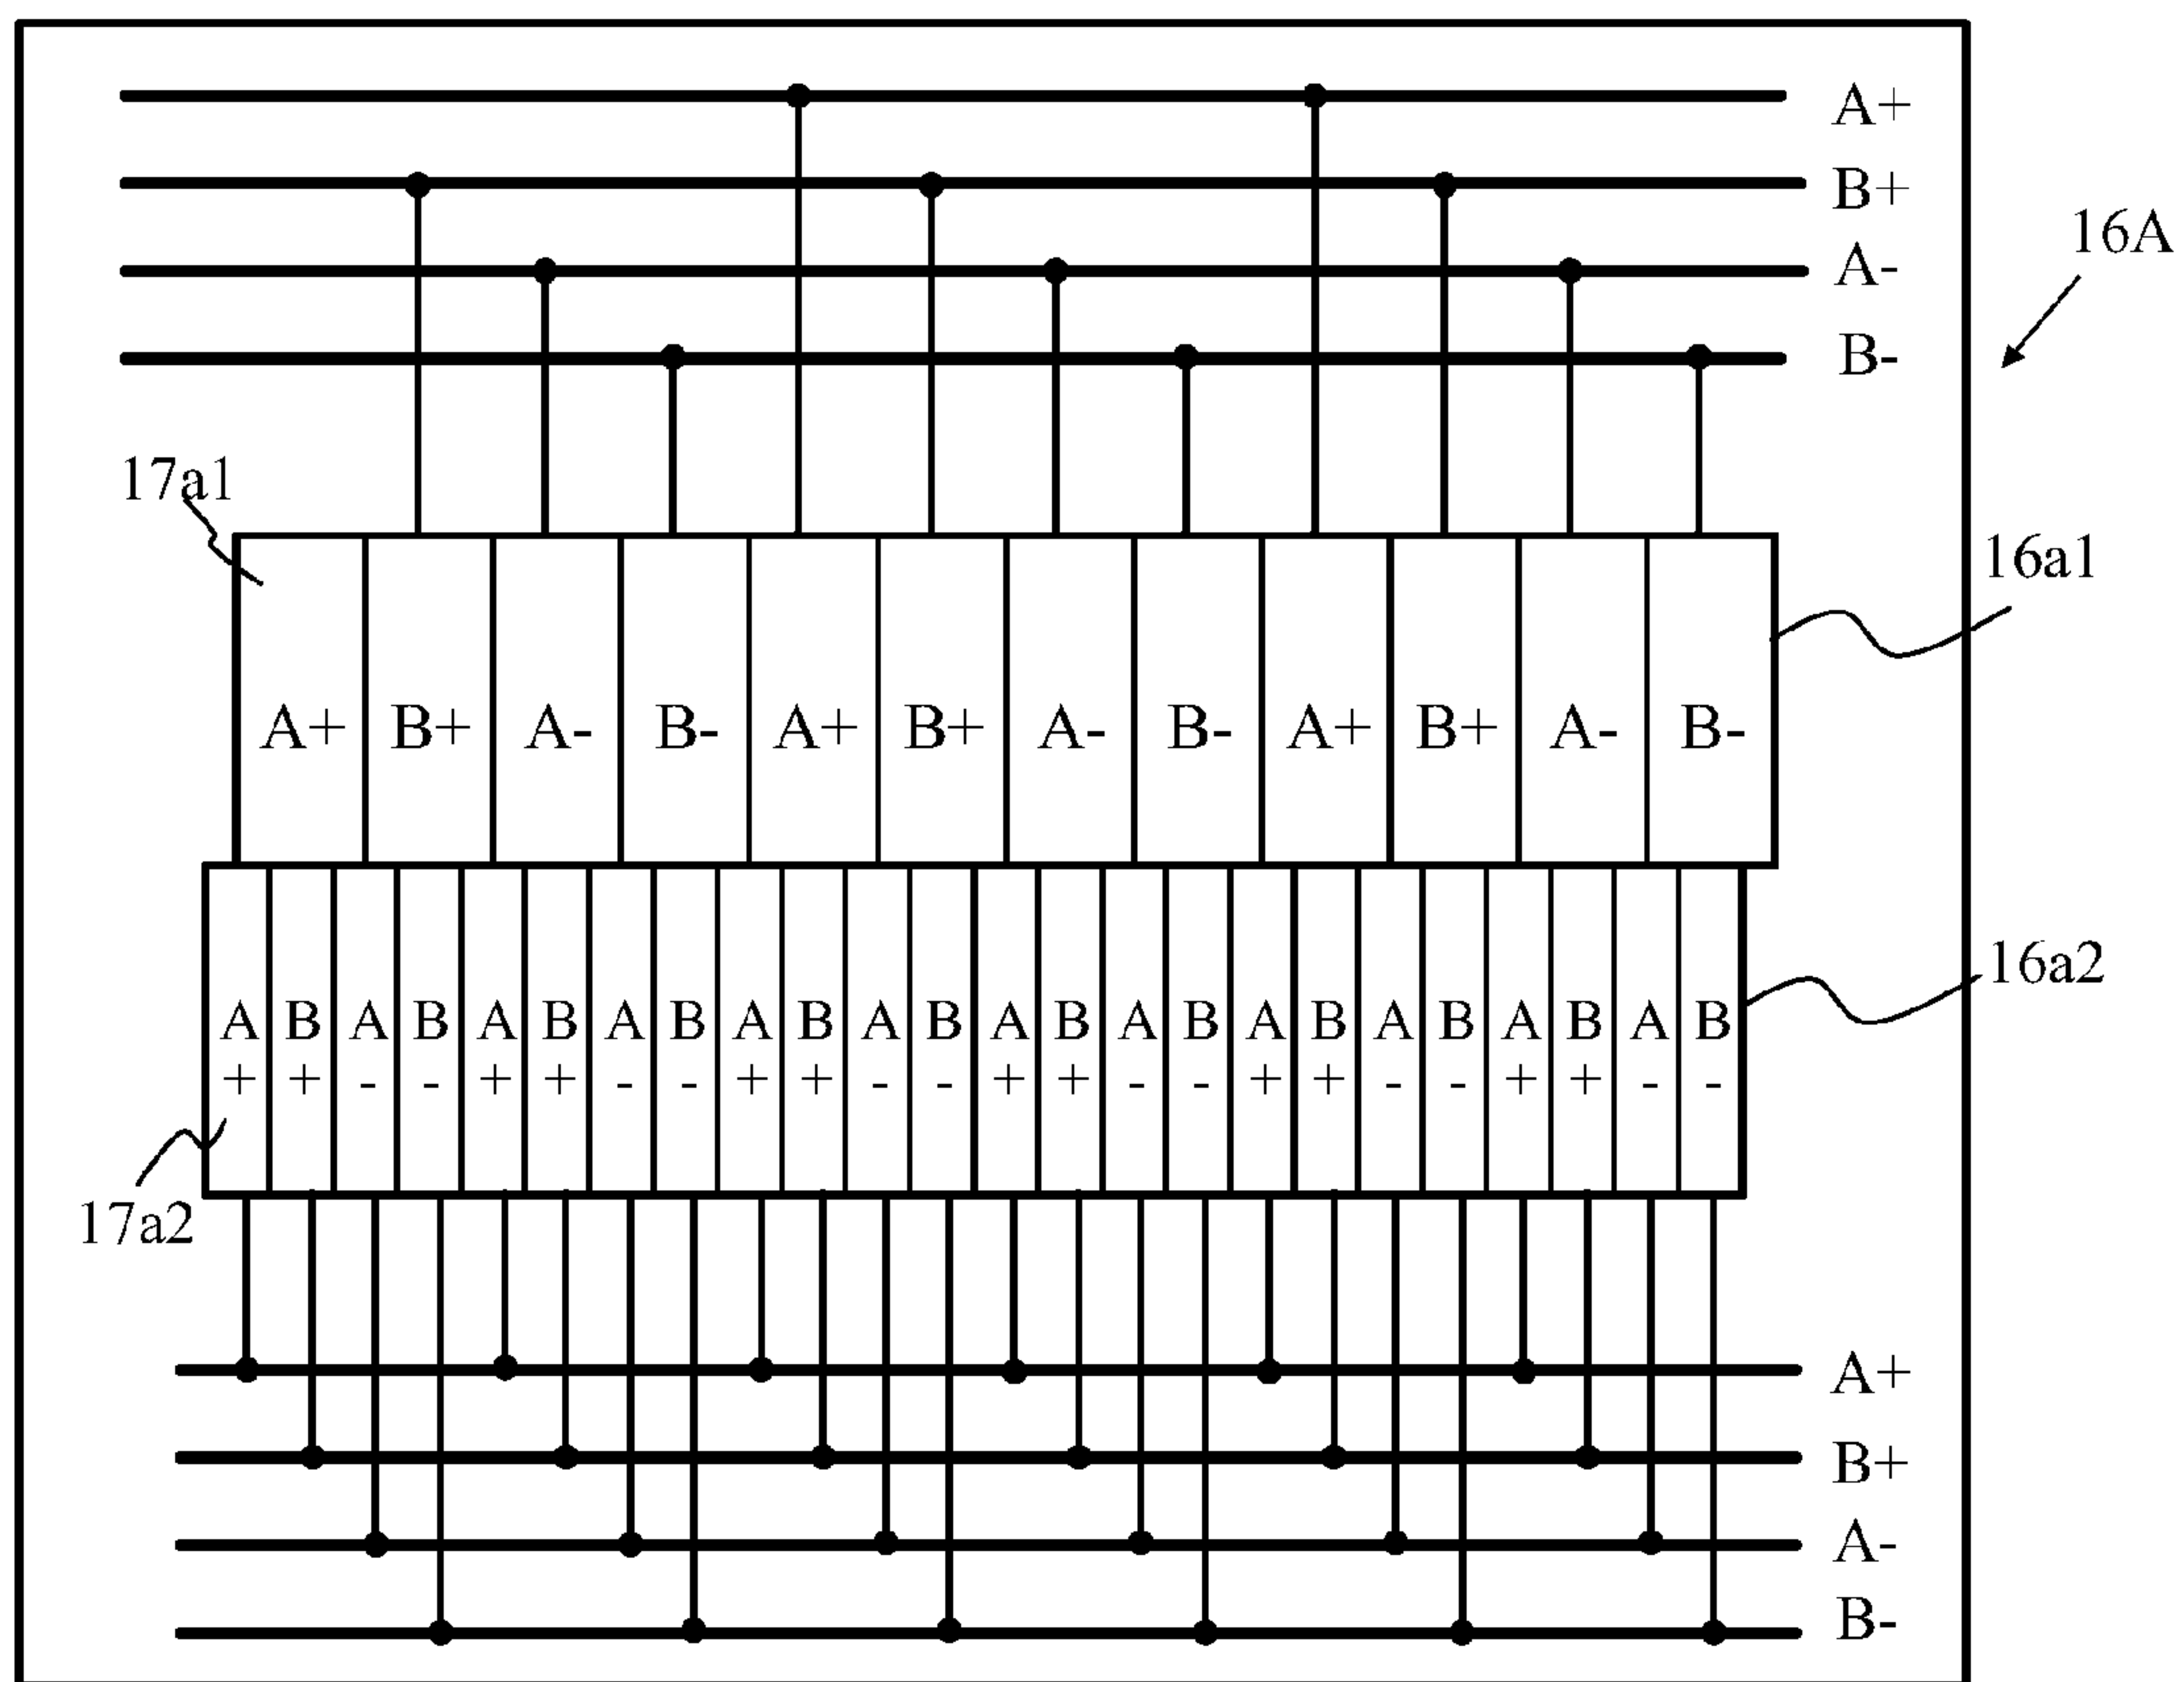 A+
B+
16A
A-
B-
17a1
16a1
A+ B+ A- B- A+ B+ A- B- A+ B+ A- B-
16a2
A B A B A B A B A B A B A B A B A B A B A B A B
+ + - - + + - - + + - - + + - - + + - - + + - -
17a2
A+
B+
A-
B-